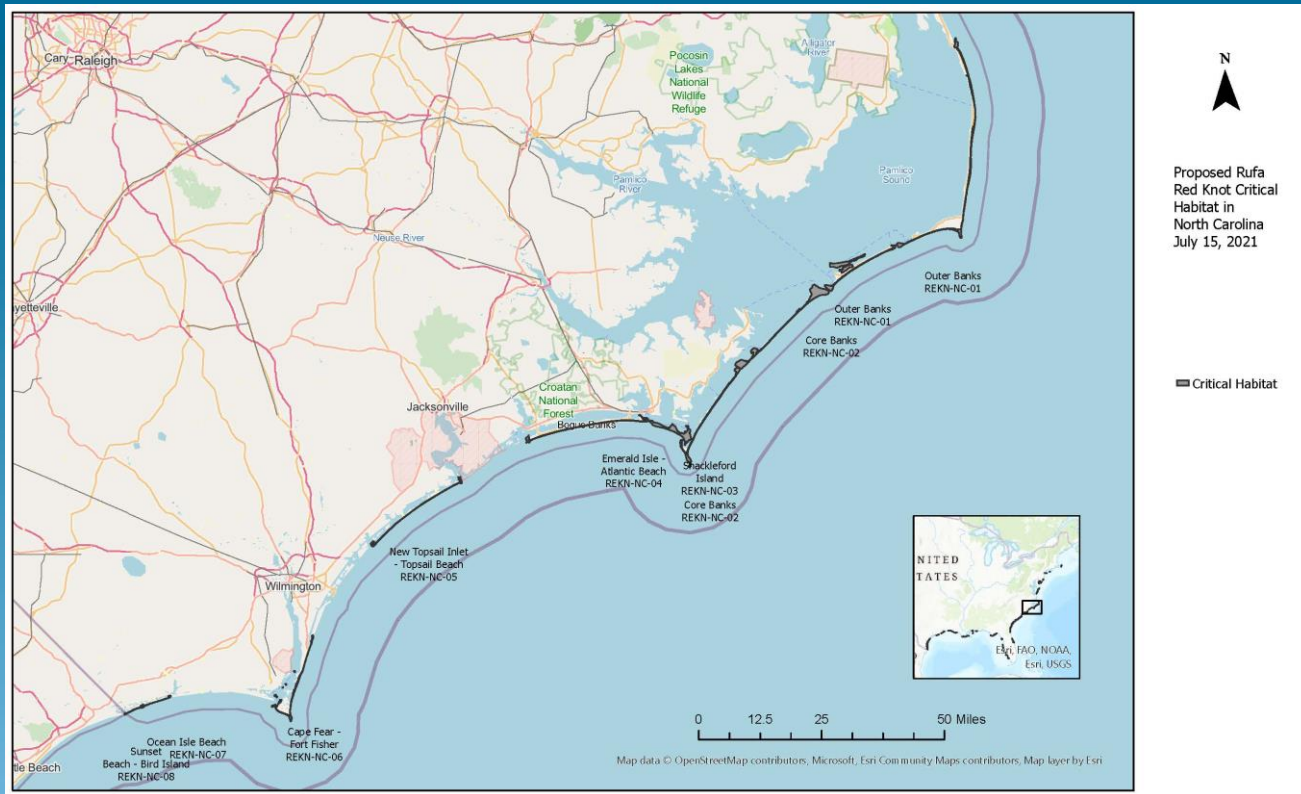 Cary
Raleigh
Pocosin
Lakes
National
Wildlife
Refuge
Alligator
River
Pamlico
River
Pamlico
Sound
Neuse River
yetteville
Outer Banks
REKN-NC-01
Outer Banks
REKN-NC-01
Core Banks
REKN-NC-02
Croatan
National
Forest
Jacksonville
Bogue Banks
Emerald Isle -
Atlantic Beach
REKN-NC-04
Shackleford
Island
REKN-NC-03
Core Banks
REKN-NC-02
New Topsail Inlet
- Topsail Beach
REKN-NC-05
Wilmington
Cape Fear -
Fort Fisher
REKN-NC-06
Ocean Isle Beach
REKN-NC-07
Sunset
Beach - Bird Island
REKN-NC-08
tle Beach
NITED
TATES
Esri, FAO, NOAA,
Esri, USGS
0 12.5 25 50 Miles
Map data © OpenStreetMap contributors, Microsoft, Esri Community Maps contributors, Map layer by Esri
N
Proposed Rufa
Red Knot Critical
Habitat in
North Carolina
July 15, 2021
Critical Habitat